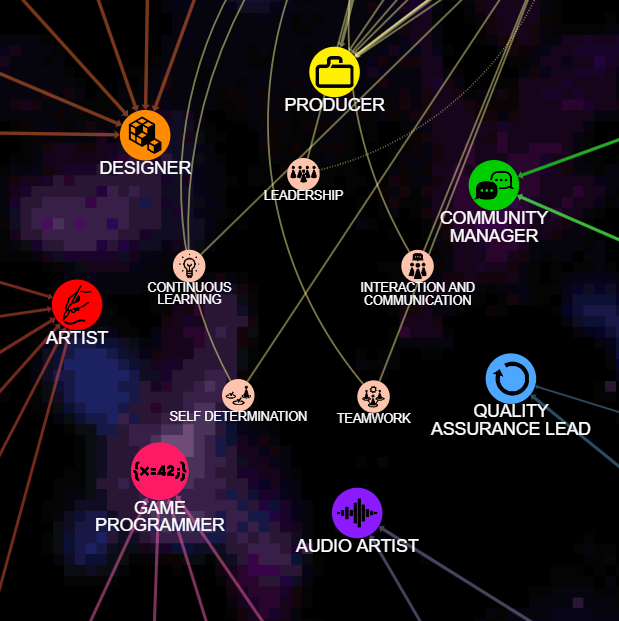 PRODUCER
DESIGNER
LEADERSHIP
COMMUNITY
MANAGER
CONTINUOUS
LEARNING
INTERACTION AND
COMMUNICATION
ARTIST
SELF DETERMINATION
TEAMWORK
QUALITY
ASSURANCE LEAD
{x=42;}
GAME
PROGRAMMER
AUDIO ARTIST